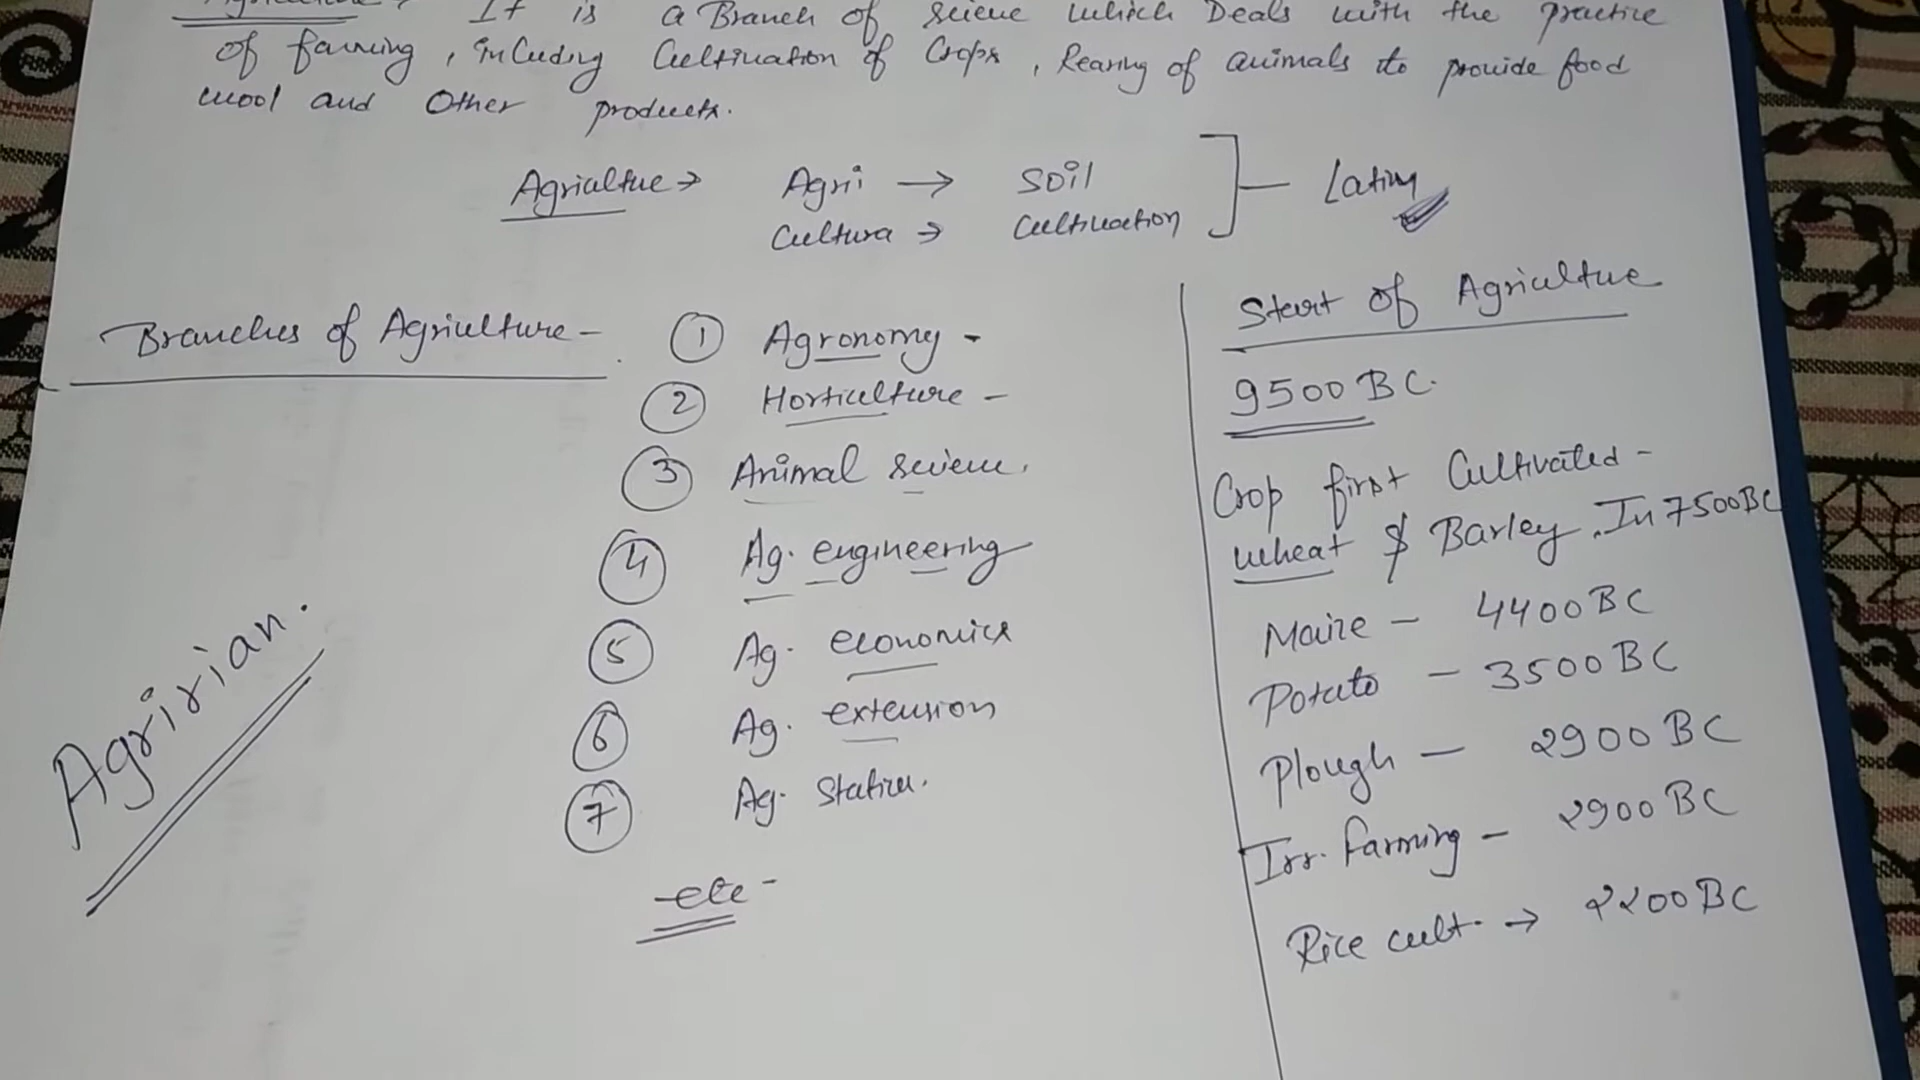 Agriculture : It is a Branch of science which Deals with the practice
of farming, including Cultivation of Crops, Rearing of animals to provide food
wool and Other products.
Agricultue → Agri → Soil
Cultura → Cultivation
Latin
Branches of Agriculture -
① Agronomy -
② Horticulture -
③ Animal science.
④ Ag. engineering
⑤ Ag. economics
⑥ Ag. extension
⑦ Ag.
-etc-
Agririan.
Start of Agricultue
9500 BC.
Crop first Cultivated -
wheat & Barley. In 7500BC
Maize - 4400 BC
Potato - 3500 BC
Plough - 2900 BC
Irr. farming - 2900 BC
Rice cult. → 2200 BC